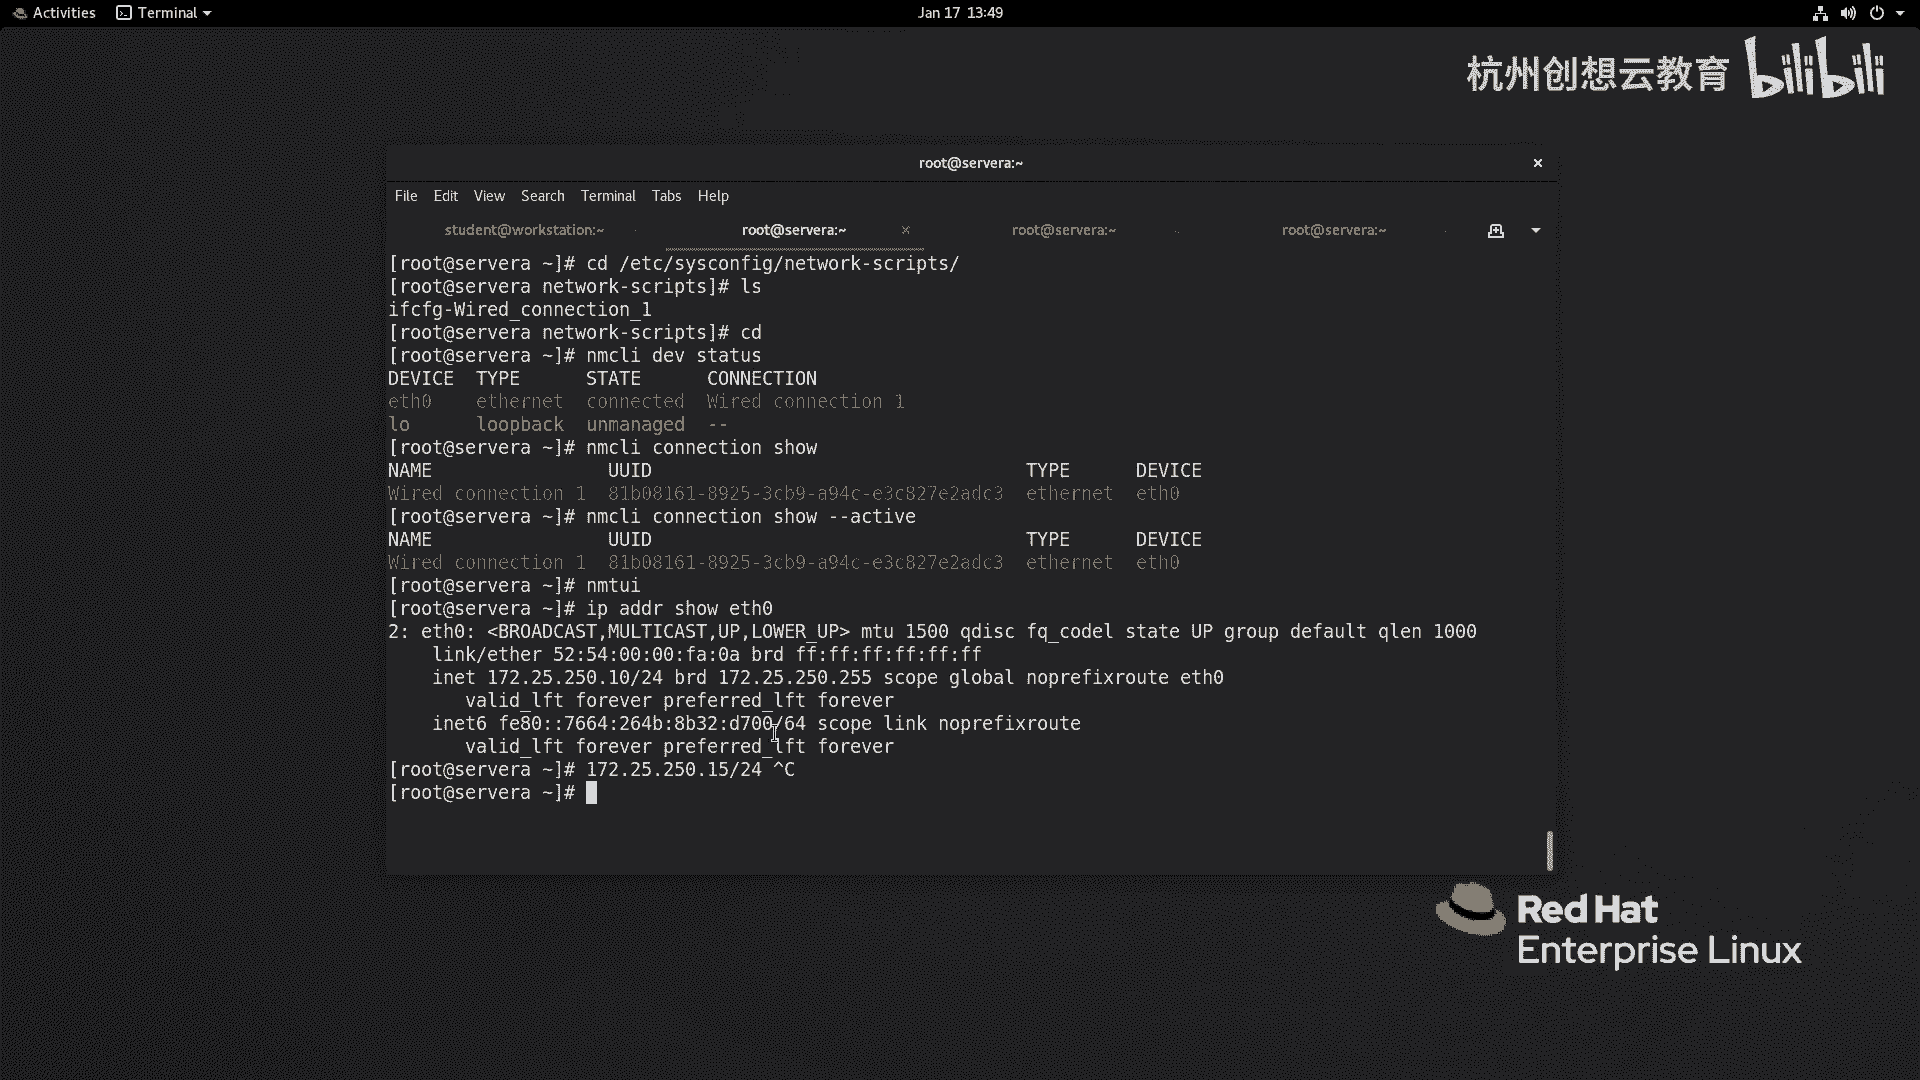 Activities Terminal Jan 17 13:49
杭州创想云教育 bilibili
root@servera:~ ×
File Edit View Search Terminal Tabs Help
student@workstation:~ root@servera:~ × root@servera:~ root@servera:~
[root@servera ~]# cd /etc/sysconfig/network-scripts/
[root@servera network-scripts]# ls
ifcfg-Wired_connection_1
[root@servera network-scripts]# cd
[root@servera ~]# nmcli dev status
DEVICE  TYPE      STATE      CONNECTION
eth0    ethernet  connected  Wired connection 1
lo      loopback  unmanaged  --
[root@servera ~]# nmcli connection show
NAME                UUID                                  TYPE      DEVICE
Wired connection 1  81b08161-8925-3cb9-a94c-e3c827e2adc3  ethernet  eth0
[root@servera ~]# nmcli connection show --active
NAME                UUID                                  TYPE      DEVICE
Wired connection 1  81b08161-8925-3cb9-a94c-e3c827e2adc3  ethernet  eth0
[root@servera ~]# nmtui
[root@servera ~]# ip addr show eth0
2: eth0: <BROADCAST,MULTICAST,UP,LOWER_UP> mtu 1500 qdisc fq_codel state UP group default qlen 1000
    link/ether 52:54:00:00:fa:0a brd ff:ff:ff:ff:ff:ff
    inet 172.25.250.10/24 brd 172.25.250.255 scope global noprefixroute eth0
       valid_lft forever preferred_lft forever
    inet6 fe80::7664:264b:8b32:d700/64 scope link noprefixroute
       valid_lft forever preferred_lft forever
[root@servera ~]# 172.25.250.15/24 ^C
[root@servera ~]#
Red Hat
Enterprise Linux